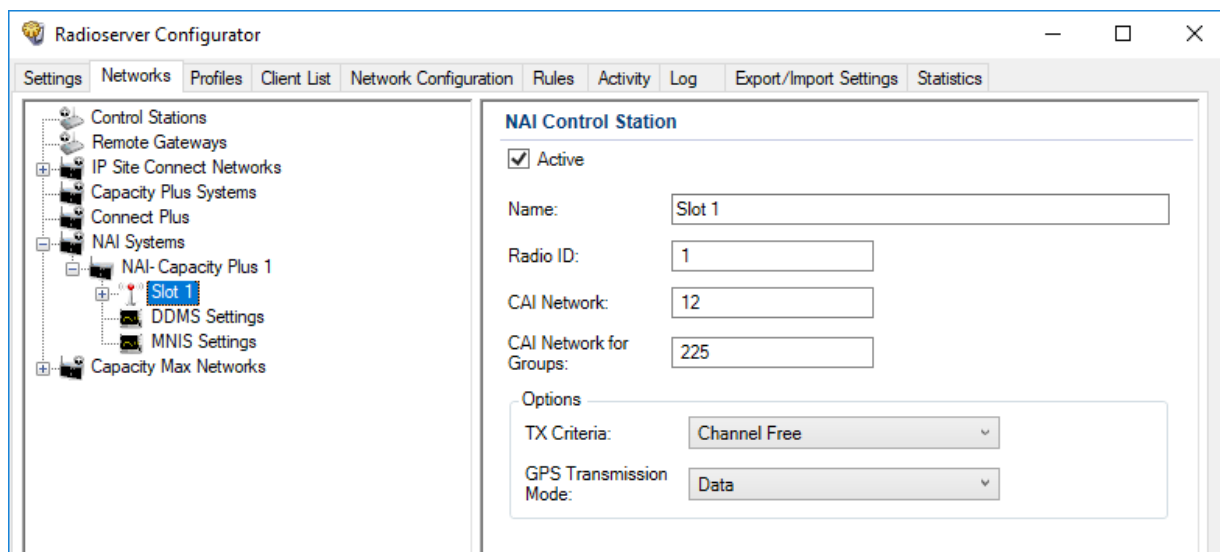 Radioserver Configurator
Settings Networks Profiles Client List Network Configuration Rules Activity Log Export/Import Settings Statistics
Control Stations
Remote Gateways
IP Site Connect Networks
Capacity Plus Systems
Connect Plus
NAI Systems
NAI- Capacity Plus 1
Slot 1
DDMS Settings
MNIS Settings
Capacity Max Networks
NAI Control Station
Active
Name: Slot 1
Radio ID: 1
CAI Network: 12
CAI Network for
Groups: 225
Options
TX Criteria: Channel Free
GPS Transmission
Mode: Data